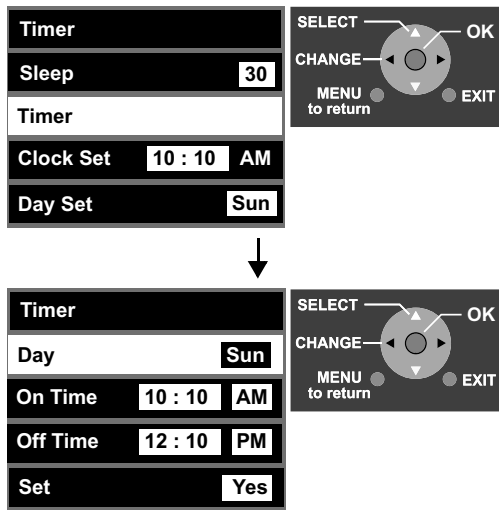 Timer
Sleep 30
Timer
Clock Set 10 : 10 AM
Day Set Sun
SELECT
OK
CHANGE
MENU
to return
EXIT
Timer
Day Sun
On Time 10 : 10 AM
Off Time 12 : 10 PM
Set Yes
SELECT
OK
CHANGE
MENU
to return
EXIT